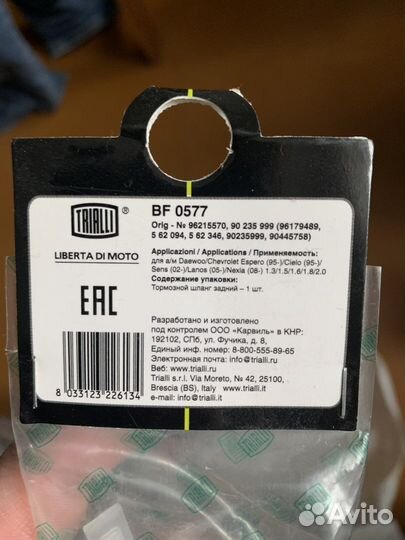 TRIALLI
®
LIBERTA DI MOTO
EAC
8 033123 226134
BF 0577
Orig - № 96215570, 90 235 999 (96179489,
5 62 094, 5 62 346, 90235999, 90445758)
Applicazioni / Applications / Применяемость:
для а/м Daewoo/Chevrolet Espero (95-)/Cielo (95-)/
Sens (02-)/Lanos (05-)/Nexia (08-) 1.3/1.5/1.6/1.8/2.0
Содержание упаковки:
Тормозной шланг задний – 1 шт.
Разработано и изготовлено
под контролем ООО «Карвиль» в КНР:
192102, СПб, ул. Фучика, д. 8,
Единый инф. номер: 8-800-555-89-65
Электронная почта: info@trialli.ru
Веб: www.trialli.ru
Trialli s.r.l. Via Moreto, № 42, 25100,
Brescia (BS), Italy www.trialli.it
e-mail: info@trialli.it
TRIALLI
Avito